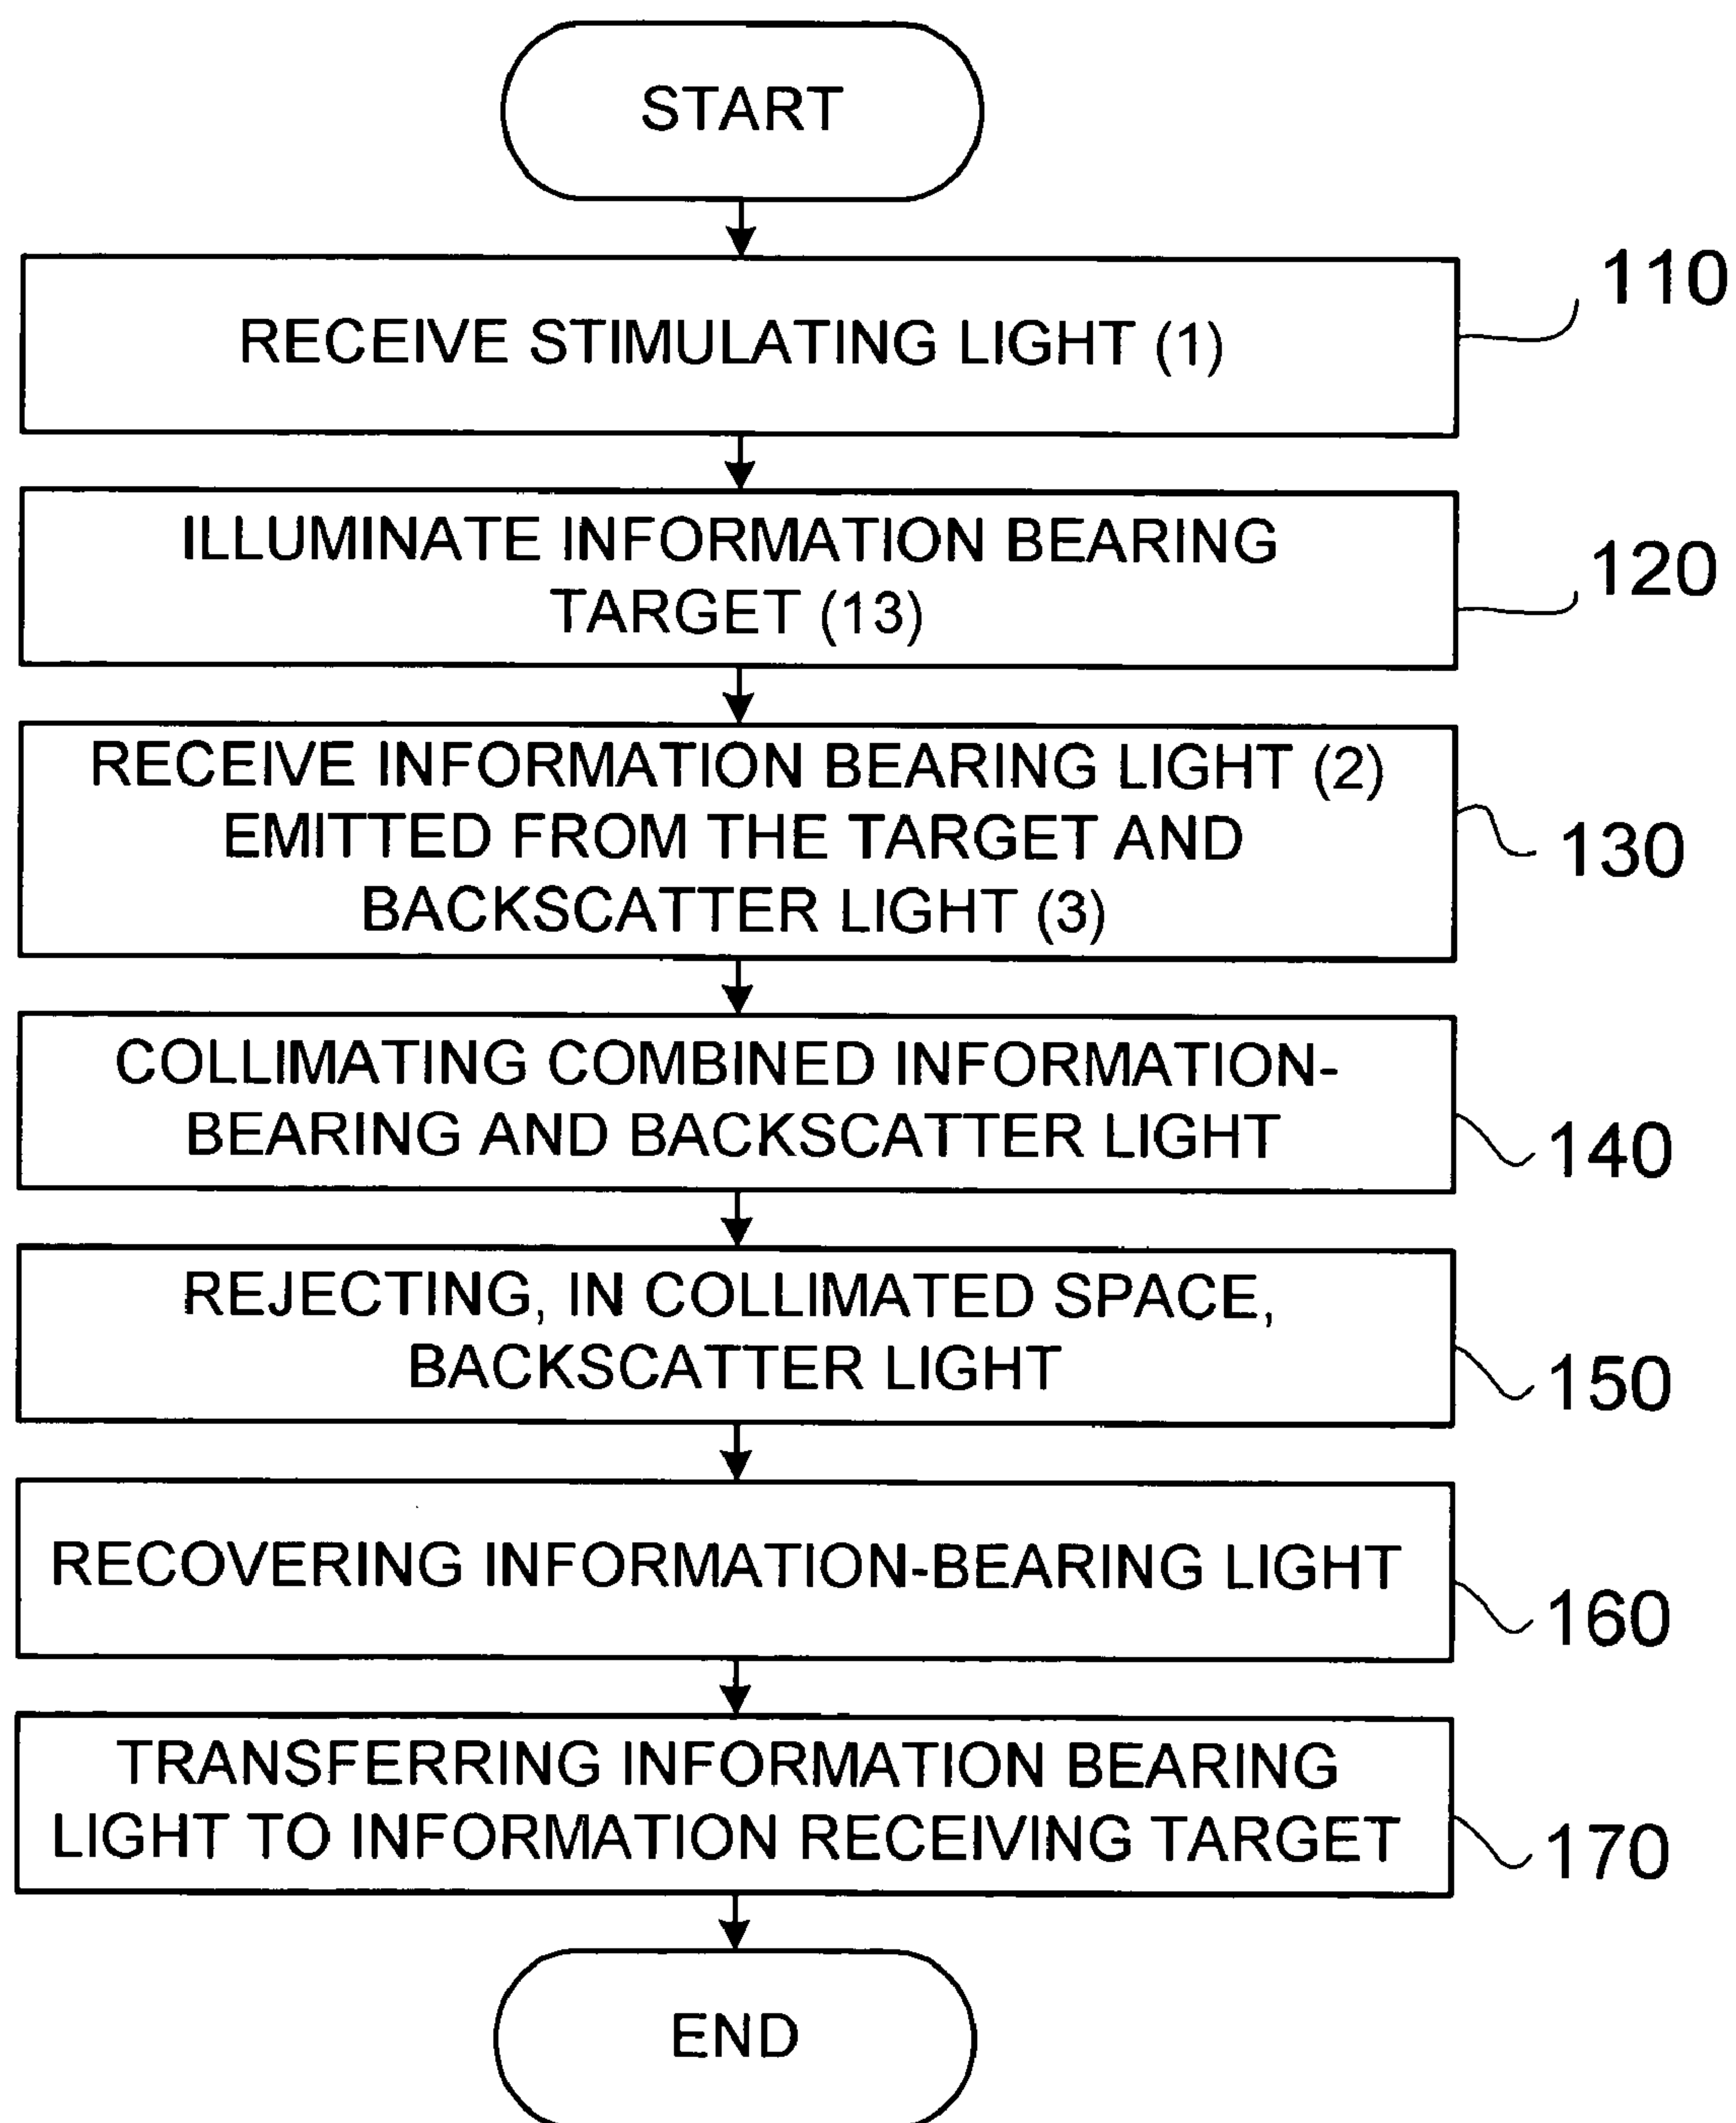 START
RECEIVE STIMULATING LIGHT (1)
110
ILLUMINATE INFORMATION BEARING
TARGET (13)
120
RECEIVE INFORMATION BEARING LIGHT (2)
EMITTED FROM THE TARGET AND
BACKSCATTER LIGHT (3)
130
COLLIMATING COMBINED INFORMATION-
BEARING AND BACKSCATTER LIGHT
140
REJECTING, IN COLLIMATED SPACE,
BACKSCATTER LIGHT
150
RECOVERING INFORMATION-BEARING LIGHT
160
TRANSFERRING INFORMATION BEARING
LIGHT TO INFORMATION RECEIVING TARGET
170
END